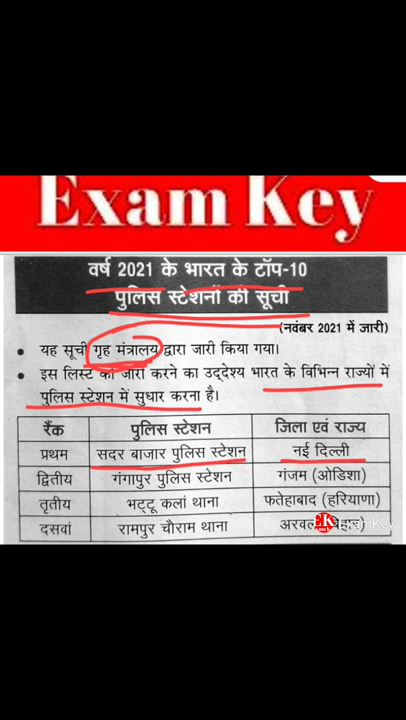 Exam Key
वर्ष 2021 के भारत के टॉप-10
पुलिस स्टेशनों की सूची
(नवंबर 2021 में जारी)
• यह सूची गृह मंत्रालय द्वारा जारी किया गया।
• इस लिस्ट को जारी करने का उद्देश्य भारत के विभिन्न राज्यों में
पुलिस स्टेशन में सुधार करना है।
रैंक पुलिस स्टेशन जिला एवं राज्य
प्रथम सदर बाजार पुलिस स्टेशन नई दिल्ली
द्वितीय गंगापुर पुलिस स्टेशन गंजम (ओडिशा)
तृतीय भट्टू कलां थाना फतेहाबाद (हरियाणा)
दसवां रामपुर चौराम थाना